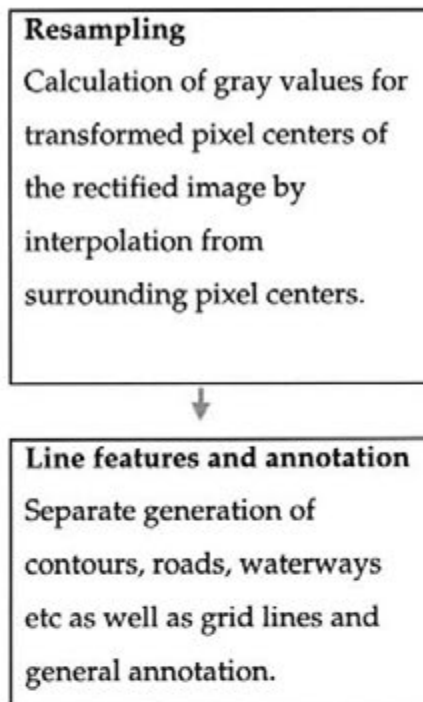 Resampling
Calculation of gray values for
transformed pixel centers of
the rectified image by
interpolation from
surrounding pixel centers.
Line features and annotation
Separate generation of
contours, roads, waterways
etc as well as grid lines and
general annotation.